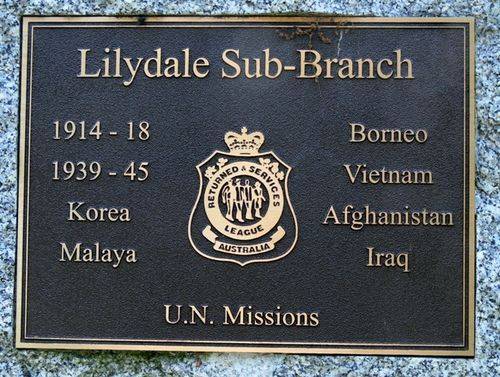 Lilydale Sub-Branch
1914 - 18
1939 - 45
Korea
Malaya
RETURNED & SERVICES
LEAGUE
AUSTRALIA
Borneo
Vietnam
Afghanistan
Iraq
U.N. Missions